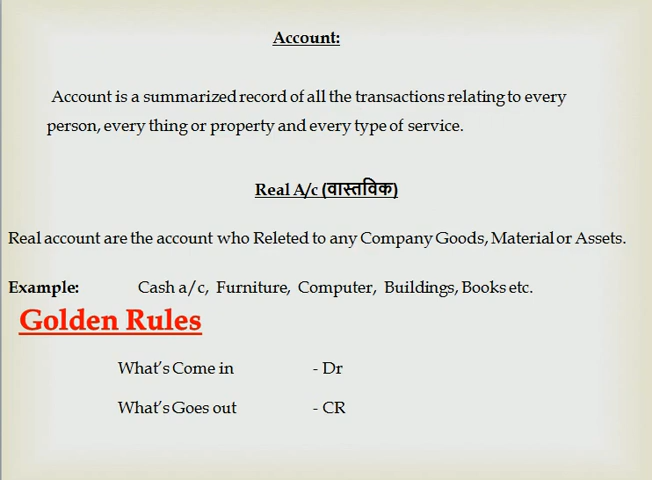 Account:
Account is a summarized record of all the transactions relating to every
person, every thing or property and every type of service.
Real A/c (वास्तविक)
Real account are the account who Releted to any Company Goods, Material or Assets.
Example: Cash a/c, Furniture, Computer, Buildings, Books etc.
Golden Rules
What's Come in - Dr
What's Goes out - CR